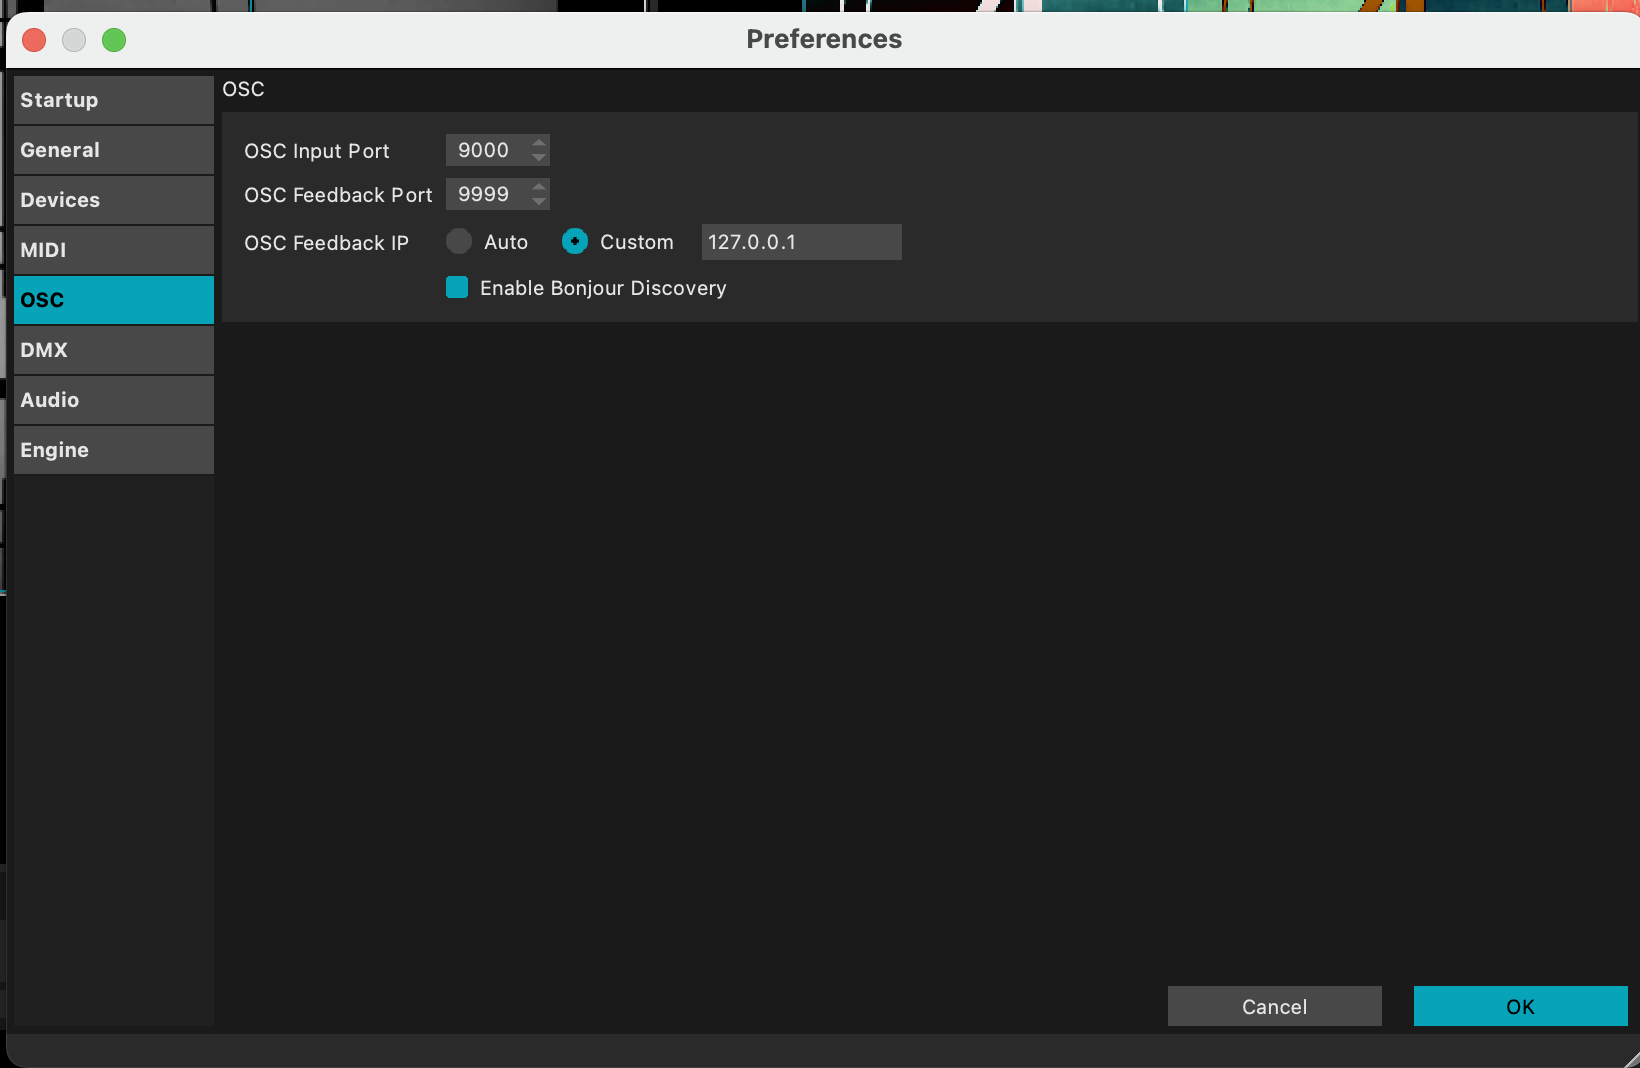 Preferences
Startup
General
Devices
MIDI
OSC
DMX
Audio
Engine
OSC
OSC Input Port 9000
OSC Feedback Port 9999
OSC Feedback IP Auto Custom 127.0.0.1
Enable Bonjour Discovery
Cancel OK